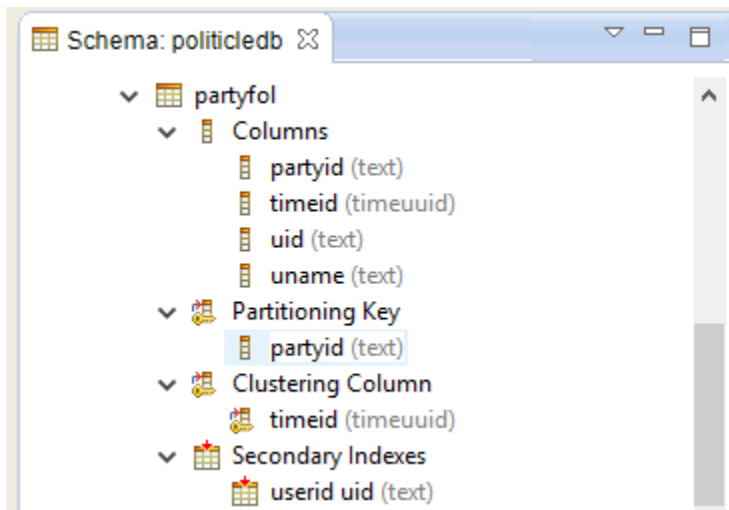 Schema: politicledb
partyfol
Columns
partyid (text)
timeid (timeuuid)
uid (text)
uname (text)
Partitioning Key
partyid (text)
Clustering Column
timeid (timeuuid)
Secondary Indexes
userid uid (text)